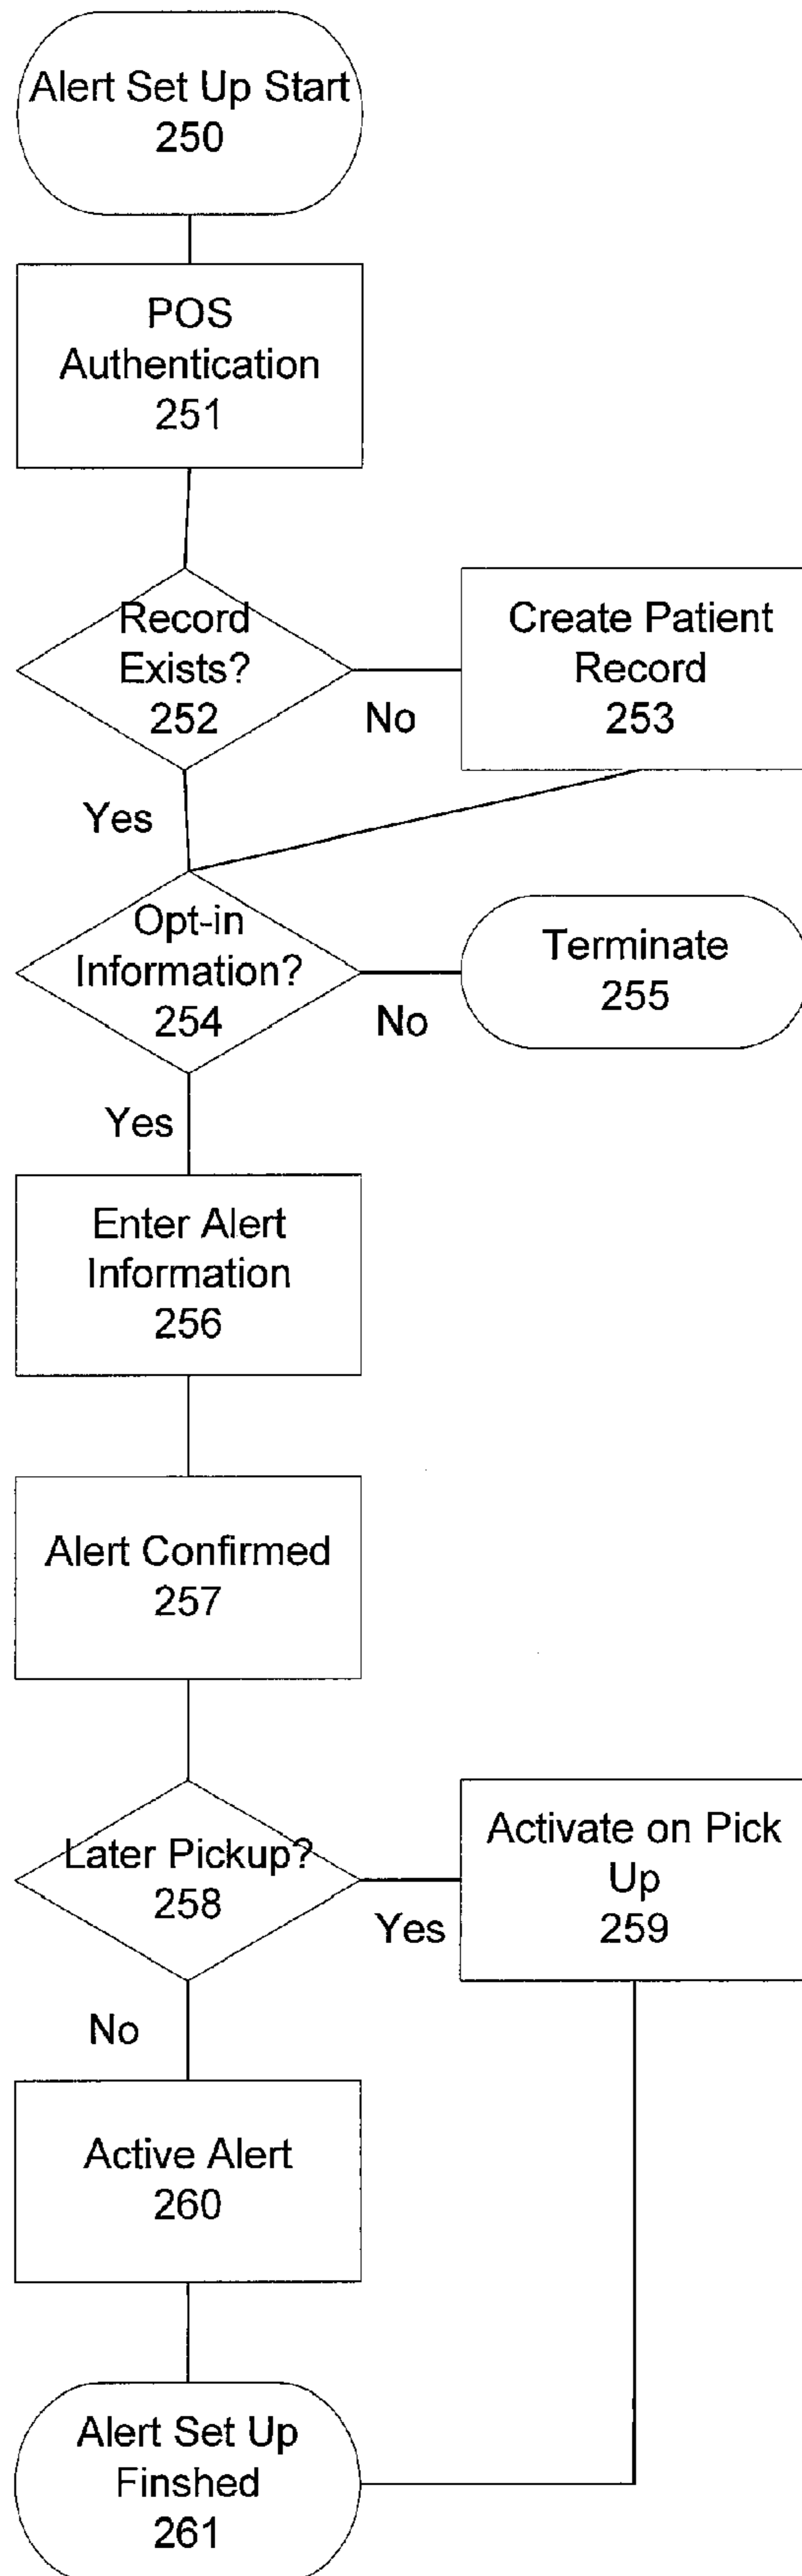 Alert Set Up Start
250
POS
Authentication
251
Record
Exists?
252
No
Create Patient
Record
253
Yes
Opt-in
Information?
254
No
Terminate
255
Yes
Enter Alert
Information
256
Alert Confirmed
257
Later Pickup?
258
Yes
Activate on Pick
Up
259
No
Active Alert
260
Alert Set Up
Finshed
261